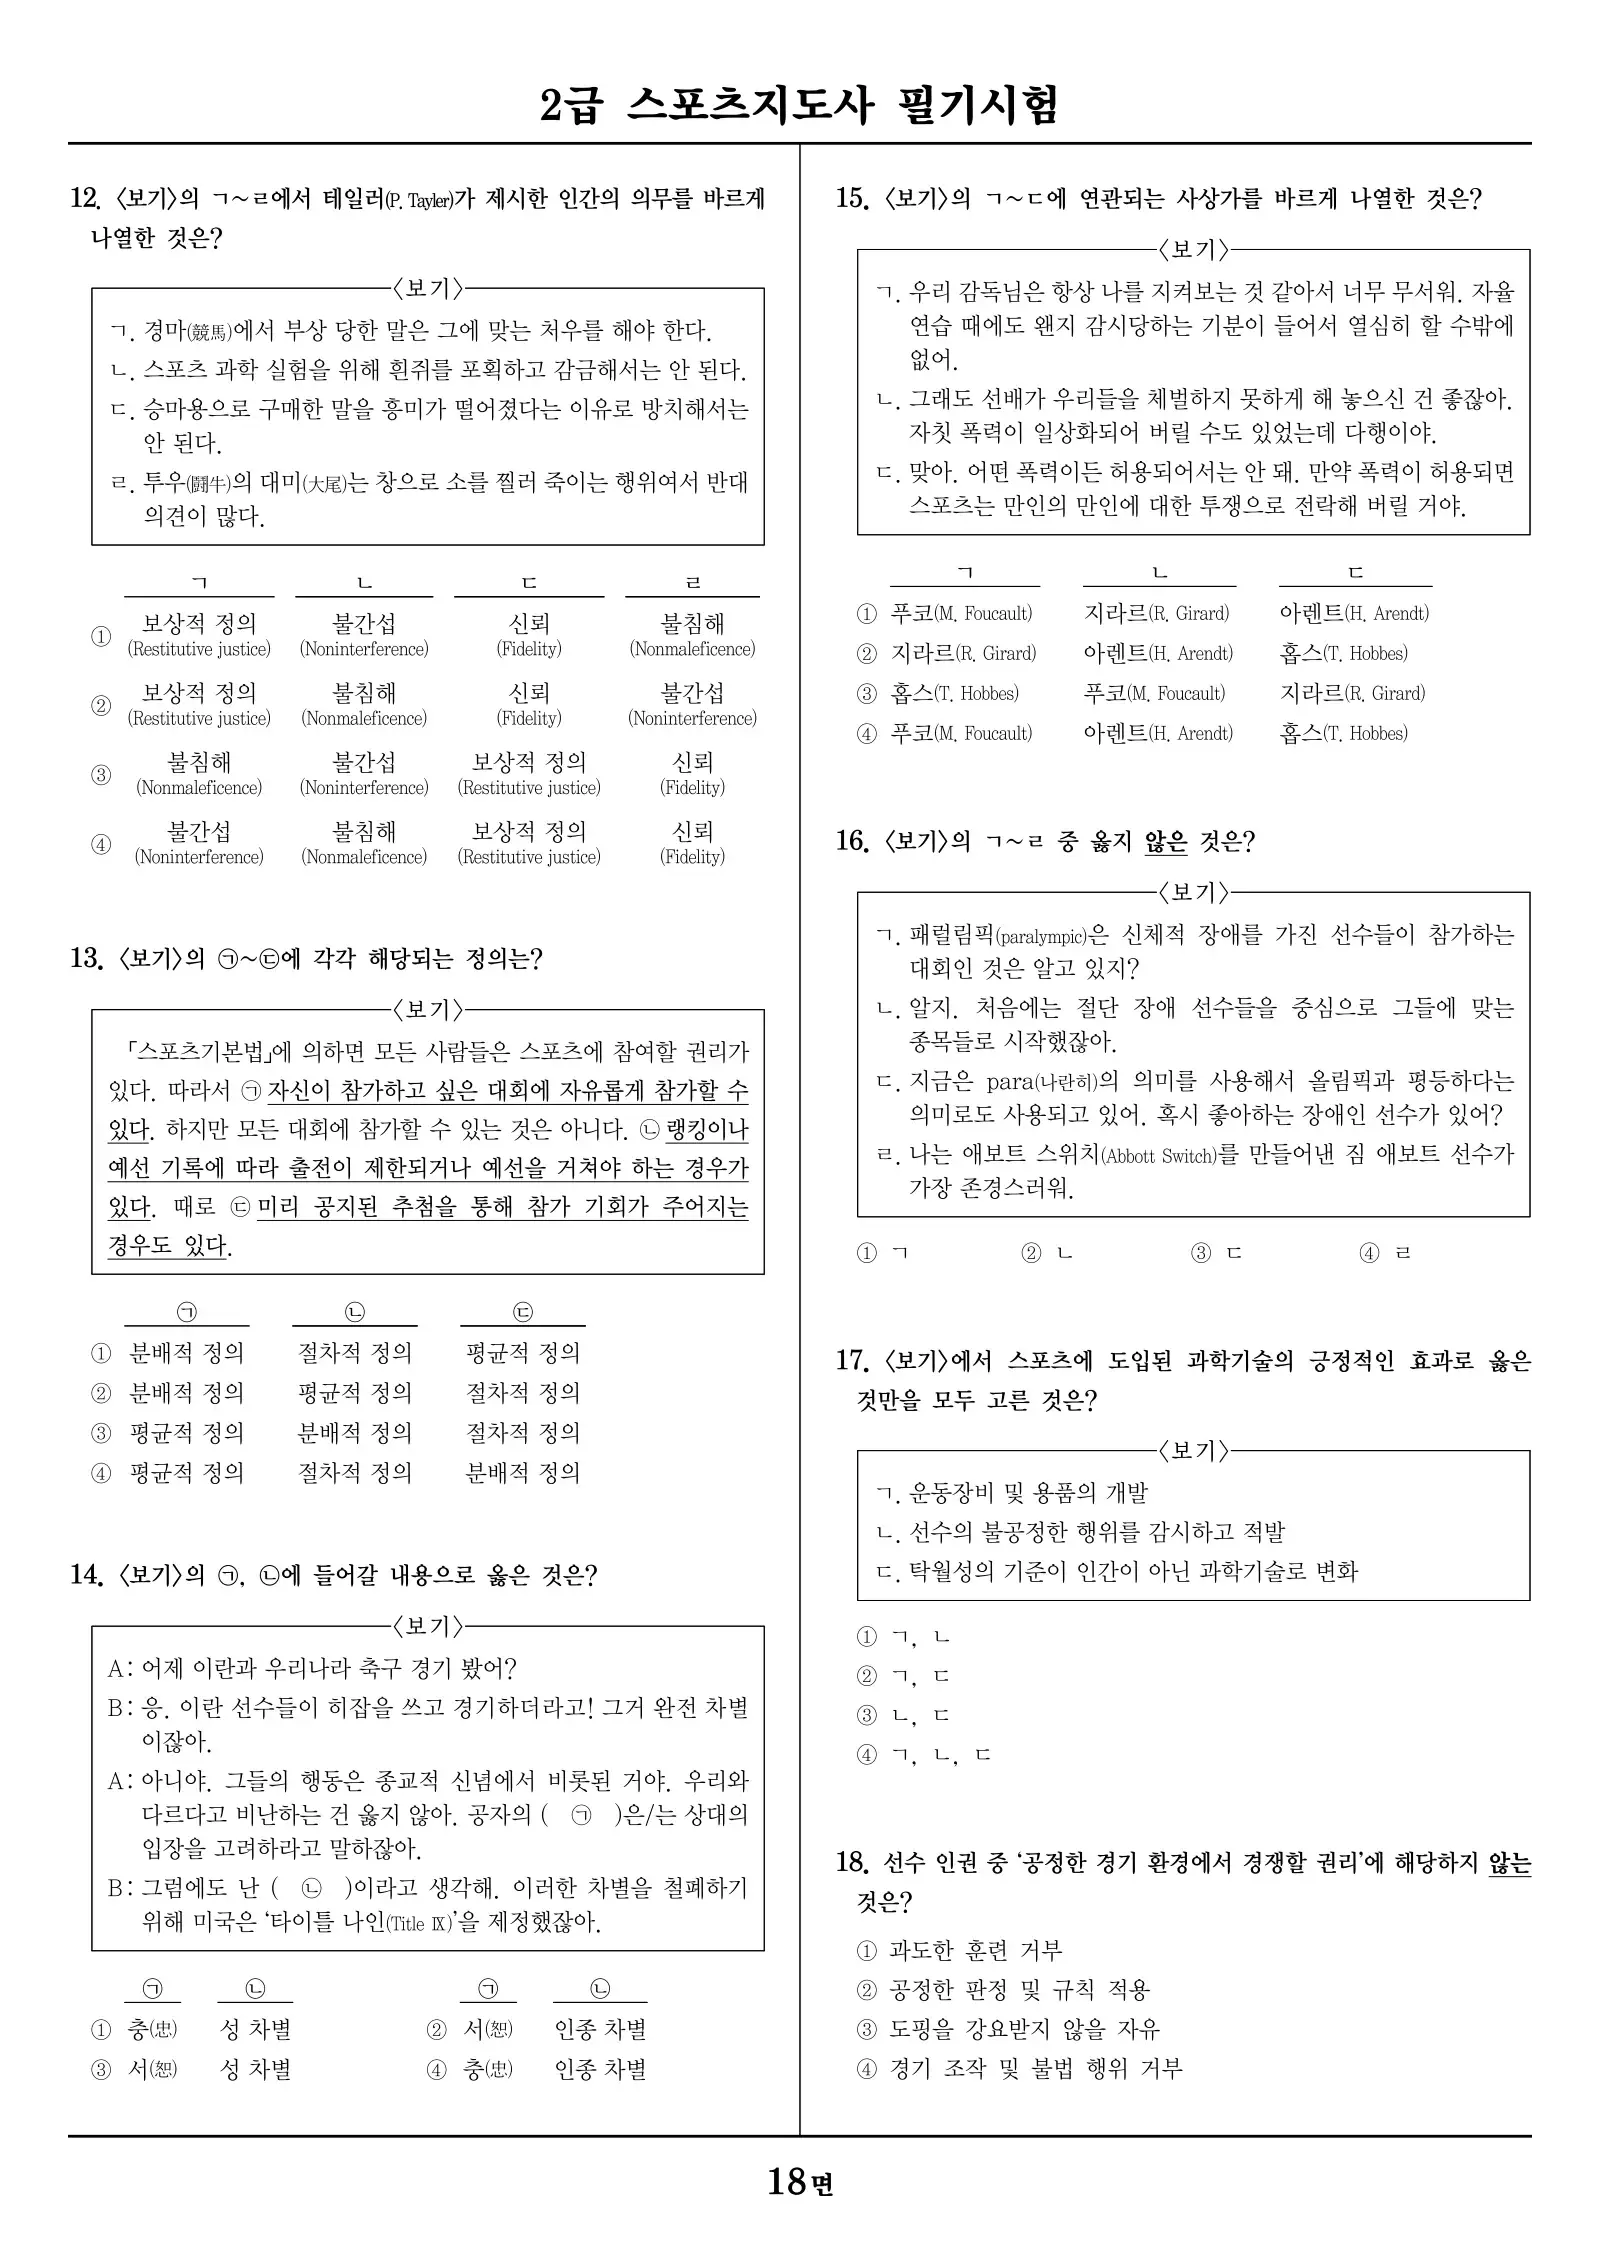 2급 스포츠지도사 필기시험
12. 〈보기〉의 ㄱ~ㄹ에서 테일러(P. Tayler)가 제시한 인간의 의무를 바르게
나열한 것은?
〈보기〉
ㄱ. 경마(競馬)에서 부상 당한 말은 그에 맞는 처우를 해야 한다.
ㄴ. 스포츠 과학 실험을 위해 흰쥐를 포획하고 감금해서는 안 된다.
ㄷ. 승마용으로 구매한 말을 흥미가 떨어졌다는 이유로 방치해서는
안 된다.
ㄹ. 투우(鬪牛)의 대미(大尾)는 창으로 소를 찔러 죽이는 행위여서 반대
의견이 많다.
ㄱ ㄴ ㄷ ㄹ
① 보상적 정의 불간섭 신뢰 불침해
(Restitutive justice) (Noninterference) (Fidelity) (Nonmaleficence)
② 보상적 정의 불침해 신뢰 불간섭
(Restitutive justice) (Nonmaleficence) (Fidelity) (Noninterference)
③ 불침해 불간섭 보상적 정의 신뢰
(Nonmaleficence) (Noninterference) (Restitutive justice) (Fidelity)
④ 불간섭 불침해 보상적 정의 신뢰
(Noninterference) (Nonmaleficence) (Restitutive justice) (Fidelity)
13. 〈보기〉의 ㉠~㉢에 각각 해당되는 정의는?
〈보기〉
「스포츠기본법」에 의하면 모든 사람들은 스포츠에 참여할 권리가
있다. 따라서 ㉠ 자신이 참가하고 싶은 대회에 자유롭게 참가할 수
있다. 하지만 모든 대회에 참가할 수 있는 것은 아니다. ㉡ 랭킹이나
예선 기록에 따라 출전이 제한되거나 예선을 거쳐야 하는 경우가
있다. 때로 ㉢ 미리 공지된 추첨을 통해 참가 기회가 주어지는
경우도 있다.
㉠ ㉡ ㉢
① 분배적 정의 절차적 정의 평균적 정의
② 분배적 정의 평균적 정의 절차적 정의
③ 평균적 정의 분배적 정의 절차적 정의
④ 평균적 정의 절차적 정의 분배적 정의
14. 〈보기〉의 ㉠, ㉡에 들어갈 내용으로 옳은 것은?
〈보기〉
A: 어제 이란과 우리나라 축구 경기 봤어?
B: 응. 이란 선수들이 히잡을 쓰고 경기하더라고! 그거 완전 차별
이잖아.
A: 아니야. 그들의 행동은 종교적 신념에서 비롯된 거야. 우리와
다르다고 비난하는 건 옳지 않아. 공자의 ( ㉠ )은/는 상대의
입장을 고려하라고 말하잖아.
B: 그럼에도 난 ( ㉡ )이라고 생각해. 이러한 차별을 철폐하기
위해 미국은 ‘타이틀 나인(Title Ⅸ)’을 제정했잖아.
㉠ ㉡ ㉠ ㉡
① 충(忠) 성 차별 ② 서(恕) 인종 차별
③ 서(恕) 성 차별 ④ 충(忠) 인종 차별
15. 〈보기〉의 ㄱ~ㄷ에 연관되는 사상가를 바르게 나열한 것은?
〈보기〉
ㄱ. 우리 감독님은 항상 나를 지켜보는 것 같아서 너무 무서워. 자율
연습 때에도 왠지 감시당하는 기분이 들어서 열심히 할 수밖에
없어.
ㄴ. 그래도 선배가 우리들을 체벌하지 못하게 해 놓으신 건 좋잖아.
자칫 폭력이 일상화되어 버릴 수도 있었는데 다행이야.
ㄷ. 맞아. 어떤 폭력이든 허용되어서는 안 돼. 만약 폭력이 허용되면
스포츠는 만인의 만인에 대한 투쟁으로 전락해 버릴 거야.
ㄱ ㄴ ㄷ
① 푸코(M. Foucault) 지라르(R. Girard) 아렌트(H. Arendt)
② 지라르(R. Girard) 아렌트(H. Arendt) 홉스(T. Hobbes)
③ 홉스(T. Hobbes) 푸코(M. Foucault) 지라르(R. Girard)
④ 푸코(M. Foucault) 아렌트(H. Arendt) 홉스(T. Hobbes)
16. 〈보기〉의 ㄱ~ㄹ 중 옳지 않은 것은?
〈보기〉
ㄱ. 패럴림픽(paralympic)은 신체적 장애를 가진 선수들이 참가하는
대회인 것은 알고 있지?
ㄴ. 알지. 처음에는 절단 장애 선수들을 중심으로 그들에 맞는
종목들로 시작했잖아.
ㄷ. 지금은 para(나란히)의 의미를 사용해서 올림픽과 평등하다는
의미로도 사용되고 있어. 혹시 좋아하는 장애인 선수가 있어?
ㄹ. 나는 애보트 스위치(Abbott Switch)를 만들어낸 짐 애보트 선수가
가장 존경스러워.
① ㄱ ② ㄴ ③ ㄷ ④ ㄹ
17. 〈보기〉에서 스포츠에 도입된 과학기술의 긍정적인 효과로 옳은
것만을 모두 고른 것은?
〈보기〉
ㄱ. 운동장비 및 용품의 개발
ㄴ. 선수의 불공정한 행위를 감시하고 적발
ㄷ. 탁월성의 기준이 인간이 아닌 과학기술로 변화
① ㄱ, ㄴ
② ㄱ, ㄷ
③ ㄴ, ㄷ
④ ㄱ, ㄴ, ㄷ
18. 선수 인권 중 ‘공정한 경기 환경에서 경쟁할 권리’에 해당하지 않는
것은?
① 과도한 훈련 거부
② 공정한 판정 및 규칙 적용
③ 도핑을 강요받지 않을 자유
④ 경기 조작 및 불법 행위 거부
18면